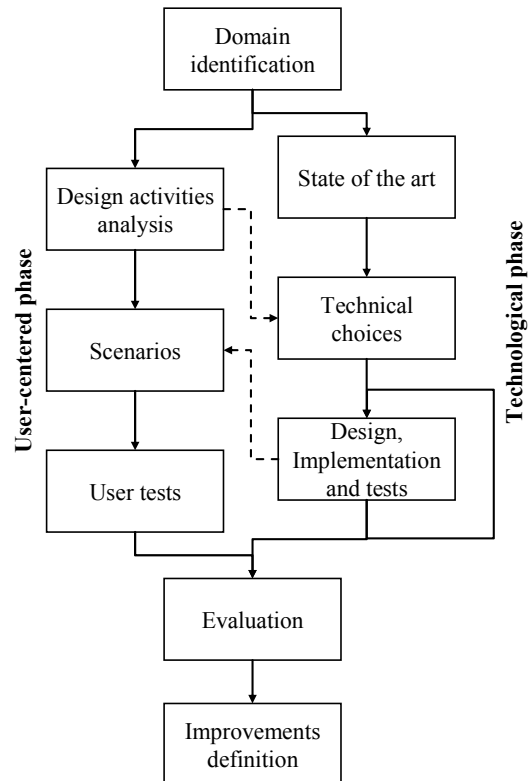 Domain
identification
Design activities
analysis
State of the art
User-centered phase
Technological phase
Scenarios
Technical
choices
User tests
Design,
Implementation
and tests
Evaluation
Improvements
definition